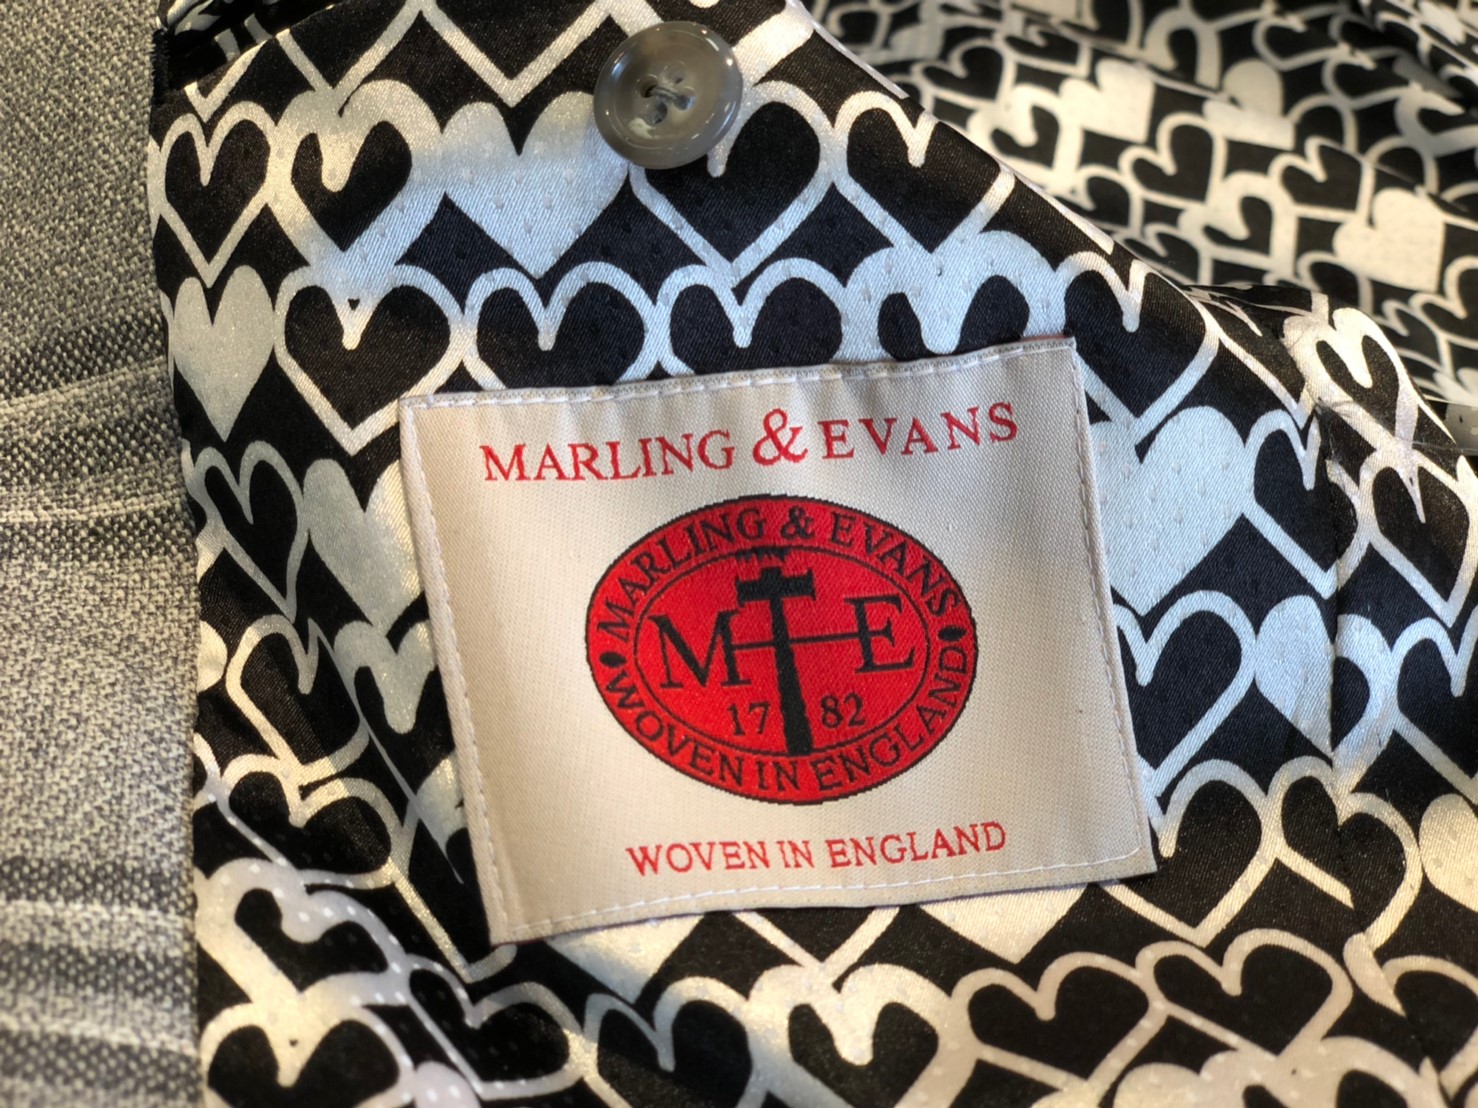 MARLING & EVANS
MARLING & EVANS
M E
17 82
WOVEN IN ENGLAND
WOVEN IN ENGLAND